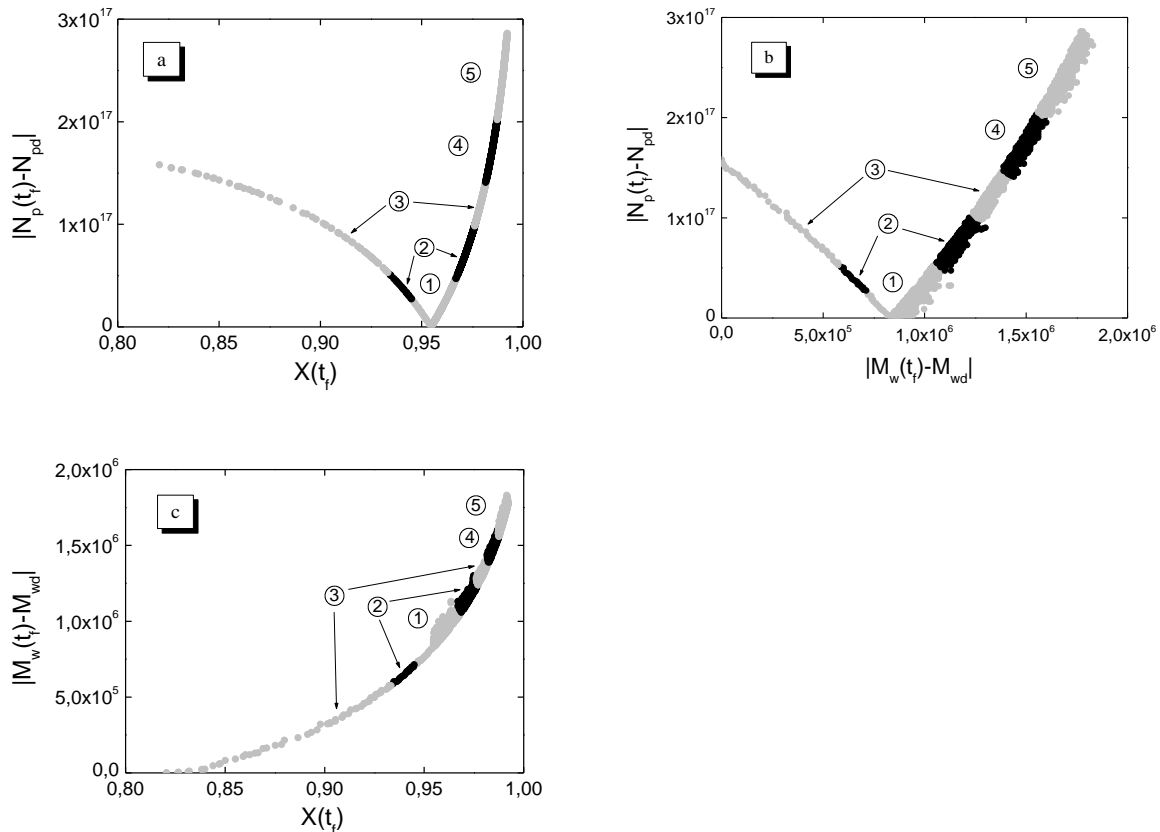 3x10^17
2x10^17
1x10^17
0
0,80
0,85
0,90
0,95
1,00
|N_p(t_f)-N_pd|
X(t_f)
a
⑤
④
③
②
①
3x10^17
2x10^17
1x10^17
0
0,0
5,0x10^5
1,0x10^6
1,5x10^6
2,0x10^6
|N_p(t_f)-N_pd|
|M_w(t_f)-M_wd|
b
⑤
④
③
②
①
2,0x10^6
1,5x10^6
1,0x10^6
5,0x10^5
0,0
0,80
0,85
0,90
0,95
1,00
|M_w(t_f)-M_wd|
X(t_f)
c
⑤
④
③
②
①